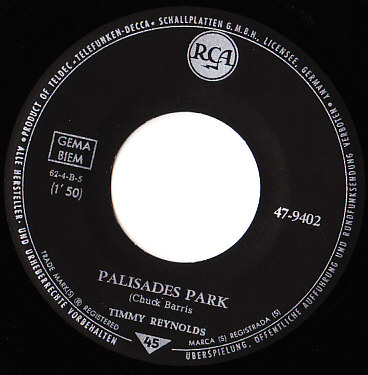 PRODUCT OF TELDEC • »TELEFUNKEN-DECCA« SCHALLPLATTEN G.M.B.H., LICENSEE, GERMANY •
RCA
GEMA
BIEM
62-4-B-5
(1' 50)
47-9402
PALISADES PARK
(Chuck Barris
TIMMY REYNOLDS
TRADE MARK(S) ® REGISTERED
MARCA (S) REGISTRADA (S)
45
• ALLE HERSTELLER- UND URHEBERRECHTE VORBEHALTEN
ÜBERSPIELUNG, ÖFFENTLICHE AUFFÜHRUNG UND RUNDFUNKSENDUNG VERBOTEN